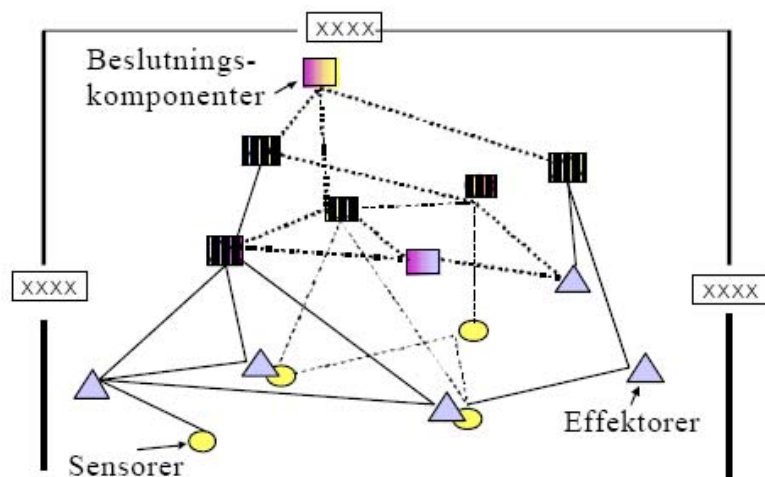 XXXX
Beslutnings-
komponenter
XXXX
XXXX
Effektorer
Sensorer